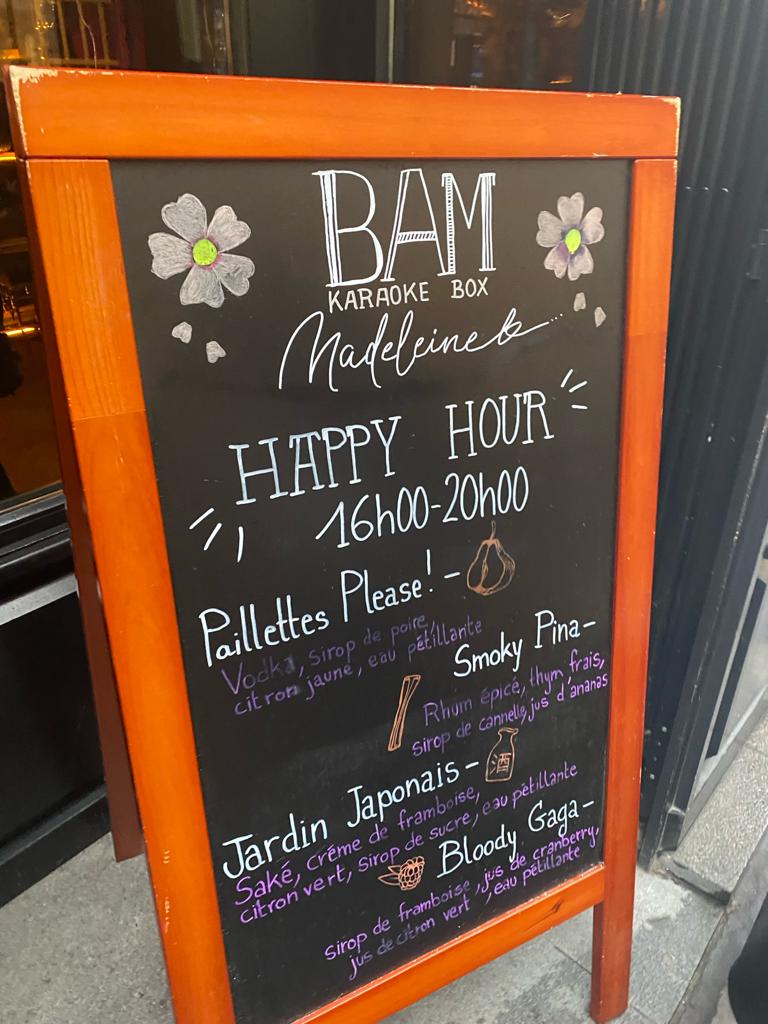 BAM
KARAOKE BOX
Madeleine
HAPPY HOUR
16h00-20h00
Paillettes Please! -
Vodka, sirop de poire
citron jaune, eau pétillante
Smoky Pina-
Rhum épicé, thym frais,
sirop de cannelle, jus d'ananas
酒
Jardin Japonais -
Saké, créme de framboise,
citron vert, sirop de sucre, eau pétillante
Bloody Gaga-
sirop de framboise, jus de cranberry,
jus de citron vert, eau pétillante